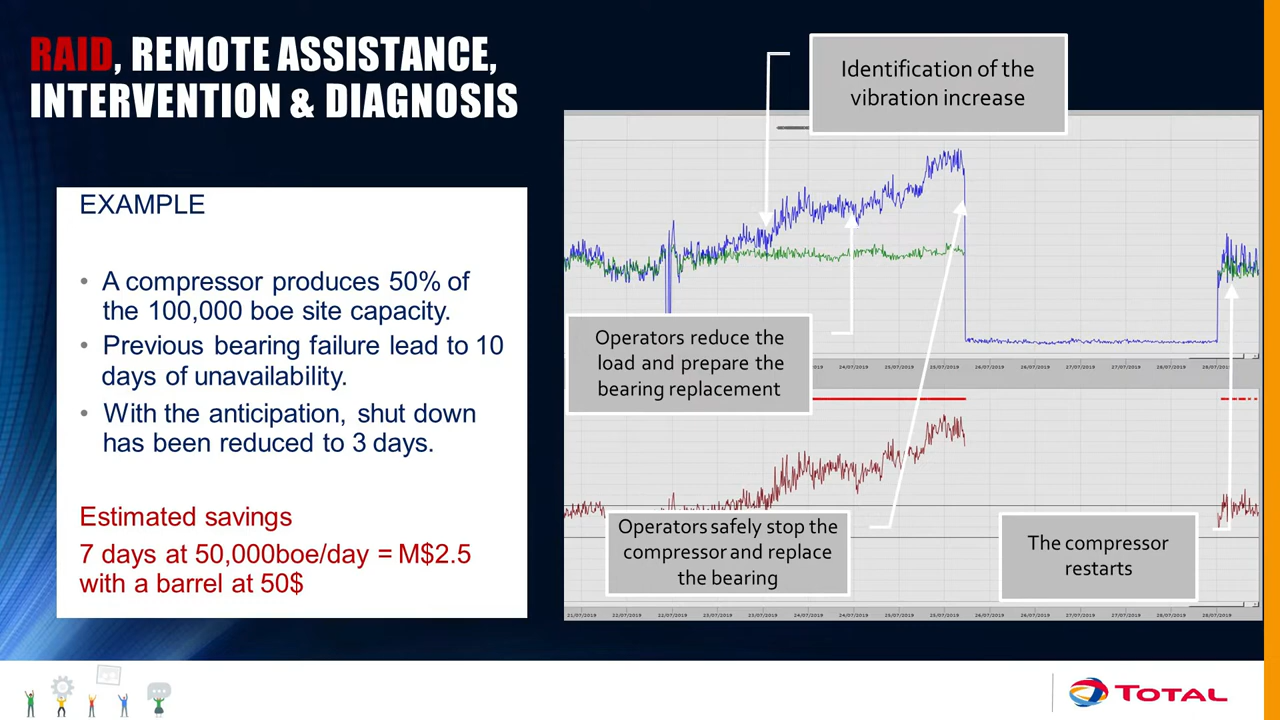 RAID, REMOTE ASSISTANCE,
INTERVENTION & DIAGNOSIS
EXAMPLE
• A compressor produces 50% of
the 100,000 boe site capacity.
• Previous bearing failure lead to 10
days of unavailability.
• With the anticipation, shut down
has been reduced to 3 days.
Estimated savings
7 days at 50,000boe/day = M$2.5
with a barrel at 50$
Identification of the
vibration increase
Operators reduce the
load and prepare the
bearing replacement
Operators safely stop the
compressor and replace
the bearing
The compressor
restarts
TOTAL